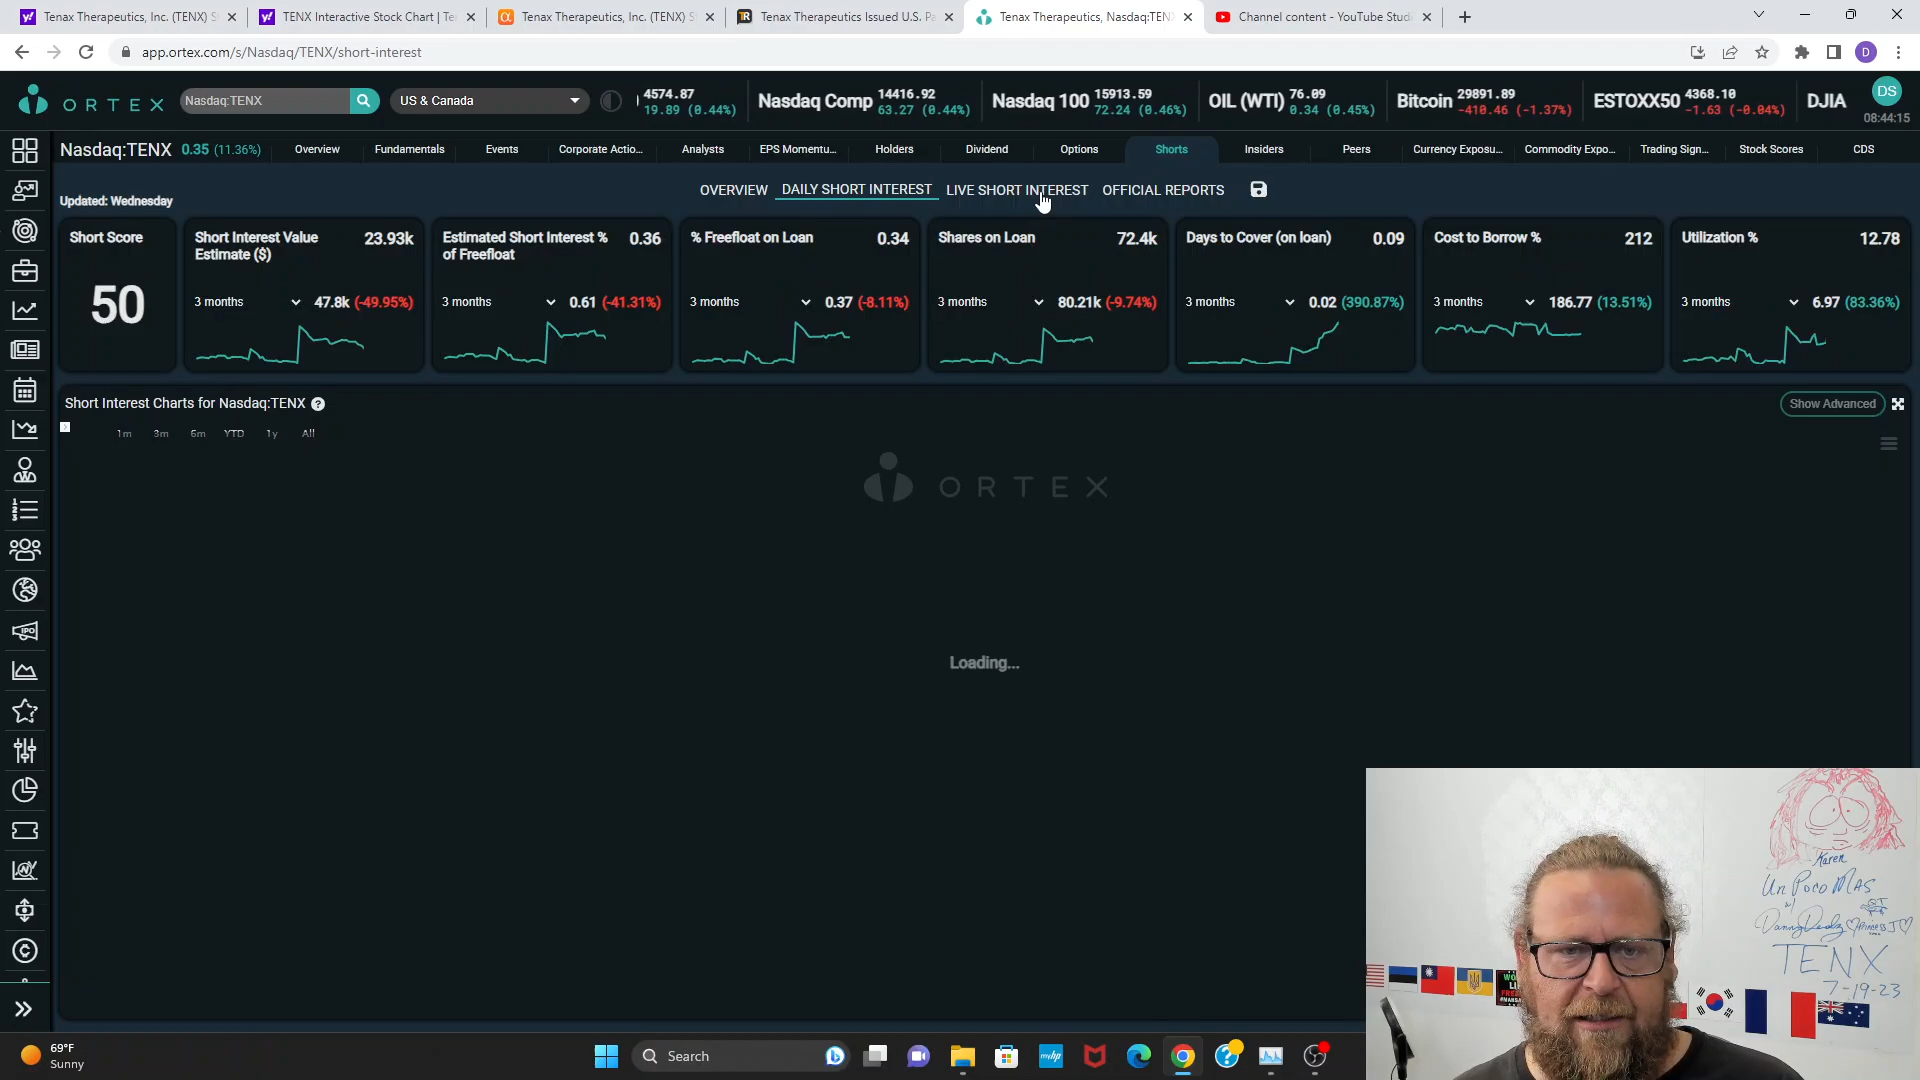 Tenax Therapeutics, Inc. (TENX) S
TENX Interactive Stock Chart | Te
Tenax Therapeutics, Inc. (TENX) S
Tenax Therapeutics Issued U.S. Pa
Tenax Therapeutics, Nasdaq:TENX
Channel content - YouTube Studi
app.ortex.com/s/Nasdaq/TENX/short-interest
D
ORTEX
Nasdaq:TENX
US & Canada
4574.87
19.89 (0.44%)
Nasdaq Comp 14416.92
63.27 (0.44%)
Nasdaq 100 15913.59
72.24 (0.46%)
OIL (WTI) 76.09
0.34 (0.45%)
Bitcoin 29891.89
-410.46 (-1.37%)
ESTOXX50 4368.10
-1.63 (-0.04%)
DJIA
DS
08:44:15
Nasdaq:TENX 0.35 (11.36%)
Overview Fundamentals Events Corporate Actio... Analysts EPS Momentu... Holders Dividend Options Shorts Insiders Peers Currency Exposu... Commodity Expo... Trading Sign... Stock Scores CDS
OVERVIEW DAILY SHORT INTEREST LIVE SHORT INTEREST OFFICIAL REPORTS
Updated: Wednesday
Short Score
50
Short Interest Value
Estimate ($)
23.93k
3 months 47.8k (-49.95%)
Estimated Short Interest %
of Freefloat
0.36
3 months 0.61 (-41.31%)
% Freefloat on Loan 0.34
3 months 0.37 (-8.11%)
Shares on Loan 72.4k
3 months 80.21k (-9.74%)
Days to Cover (on loan) 0.09
3 months 0.02 (390.87%)
Cost to Borrow % 212
3 months 186.77 (13.51%)
Utilization % 12.78
3 months 6.97 (83.36%)
Short Interest Charts for Nasdaq:TENX ?
Show Advanced
1m 3m 6m YTD 1y All
ORTEX
Loading...
Karen
Un Poco Mas
w/
Danny Dealz
Princess J
TENX
7-19-23
69°F
Sunny
Search